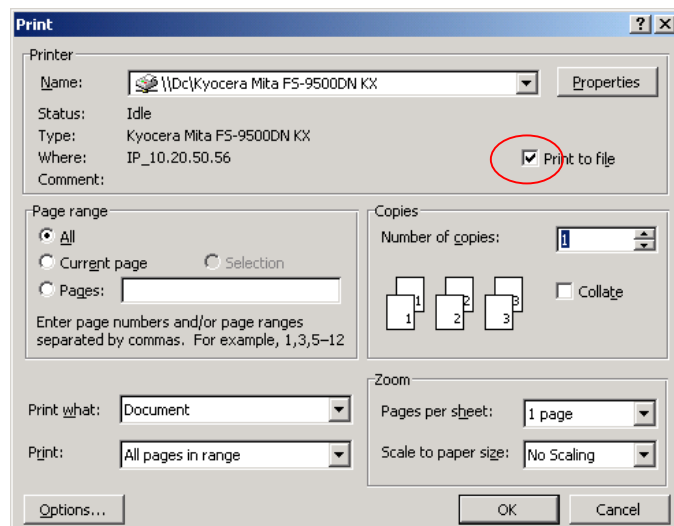 Print
Printer
Name: \\Dc\Kyocera Mita FS-9500DN KX Properties
Status: Idle
Type: Kyocera Mita FS-9500DN KX
Where: IP_10.20.50.56 Print to file
Comment:
Page range
All
Current page Selection
Pages:
Enter page numbers and/or page ranges
separated by commas. For example, 1,3,5–12
Copies
Number of copies: 1
1 2 3
1 2 3
Collate
Print what: Document
Print: All pages in range
Zoom
Pages per sheet: 1 page
Scale to paper size: No Scaling
Options... OK Cancel